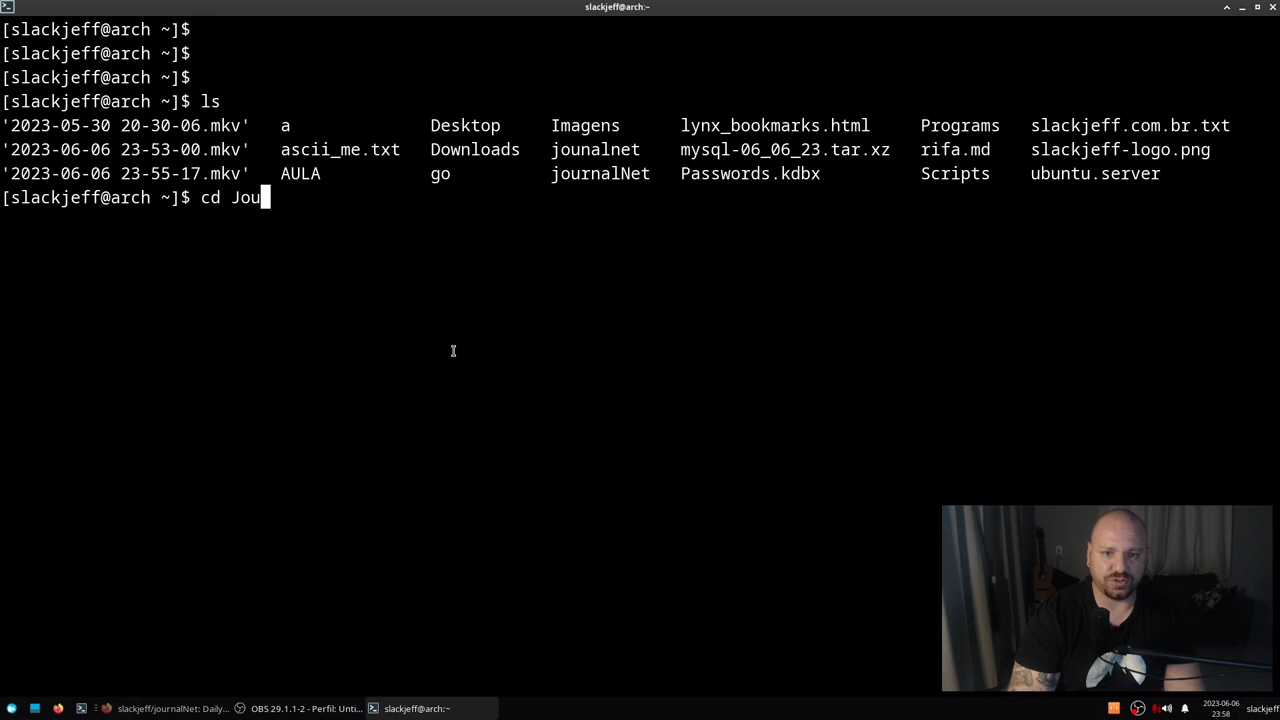 slackjeff@arch:~
[slackjeff@arch ~]$
[slackjeff@arch ~]$
[slackjeff@arch ~]$
[slackjeff@arch ~]$ ls
'2023-05-30 20-30-06.mkv' a Desktop Imagens lynx_bookmarks.html Programs slackjeff.com.br.txt
'2023-06-06 23-53-00.mkv' ascii_me.txt Downloads jounalnet mysql-06_06_23.tar.xz rifa.md slackjeff-logo.png
'2023-06-06 23-55-17.mkv' AULA go journalNet Passwords.kdbx Scripts ubuntu.server
[slackjeff@arch ~]$ cd Jou
slackjeff/journalNet: Daily... OBS 29.1.1-2 - Perfil: Unti... slackjeff@arch:~ 2023-06-06 slackjeff
23:58